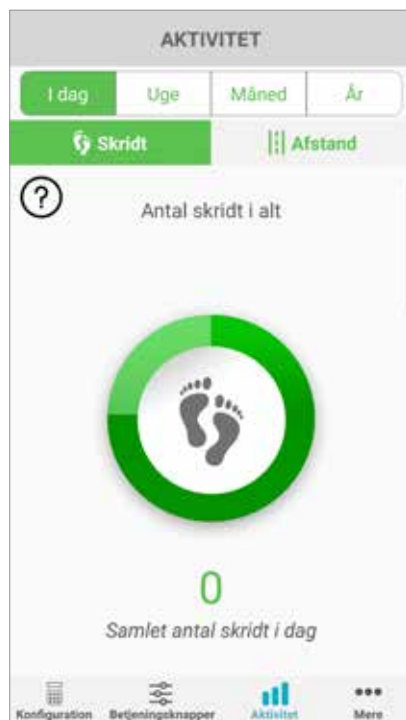 AKTIVITET
I dag Uge Måned År
Skridt Afstand
?
Antal skridt i alt
0
Samlet antal skridt i dag
Konfiguration Betjeningsknapper Aktivitet Mere